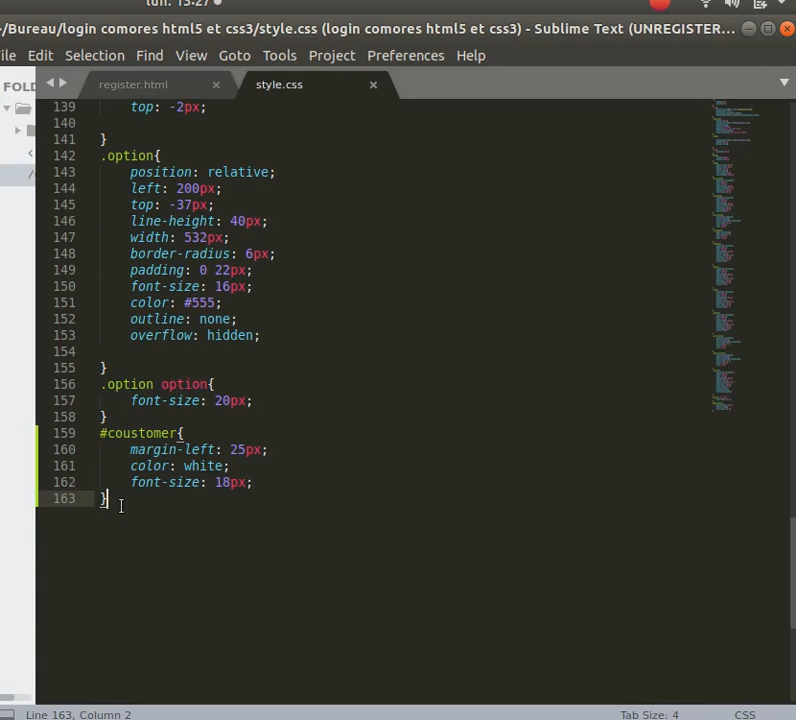 lun. 13:27
~/Bureau/login comores html5 et css3/style.css (login comores html5 et css3) - Sublime Text (UNREGISTER...
ile Edit Selection Find View Goto Tools Project Preferences Help
FOLD
register.html × style.css ×
139 top: -2px;
140
141 }
142 .option{
143 position: relative;
144 left: 200px;
145 top: -37px;
146 line-height: 40px;
147 width: 532px;
148 border-radius: 6px;
149 padding: 0 22px;
150 font-size: 16px;
151 color: #555;
152 outline: none;
153 overflow: hidden;
154
155 }
156 .option option{
157 font-size: 20px;
158 }
159 #coustomer{
160 margin-left: 25px;
161 color: white;
162 font-size: 18px;
163 }
Line 163, Column 2 Tab Size: 4 CSS